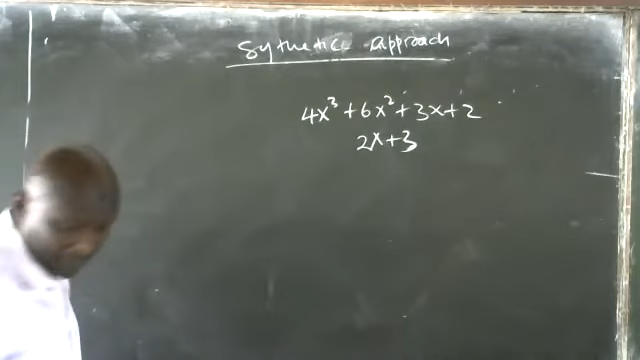 Sythetic approach
4x³ + 6x² + 3x + 2
2x + 3